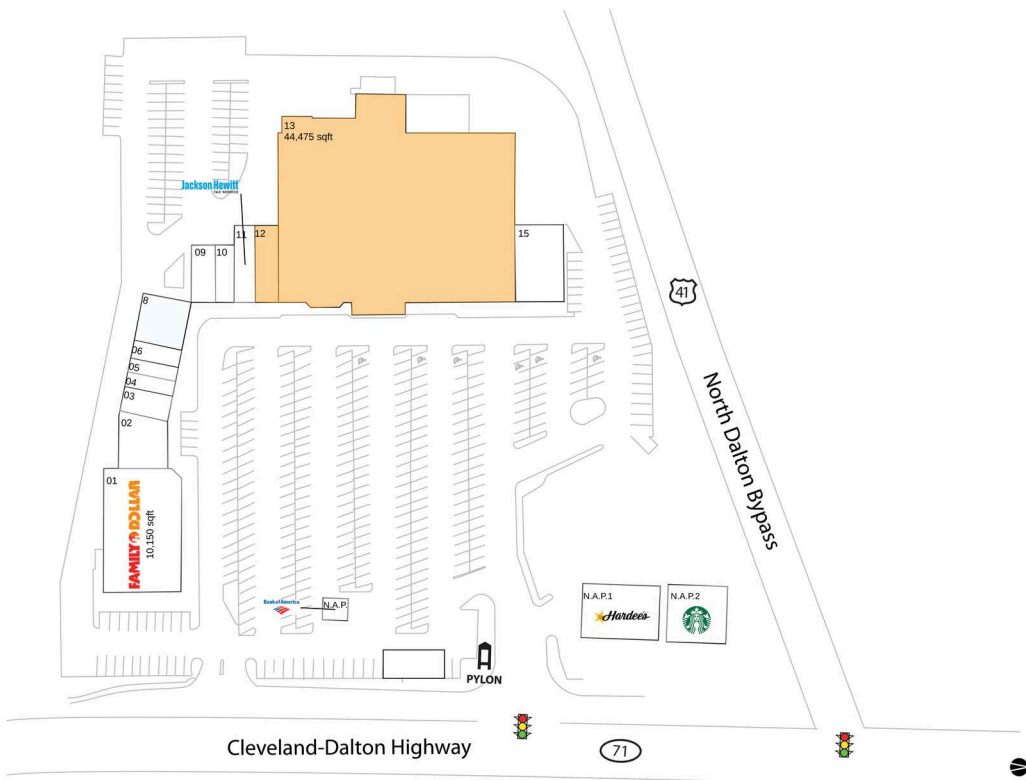 13
44,475 sqft
Jackson Hewitt
TAX SERVICE
11
12
15
09
10
8
41
06
05
04
03
02
North Dalton Bypass
01
FAMILY DOLLAR
10,150 sqft
Bank of America
N.A.P.
N.A.P.1
Hardee's
N.A.P.2
PYLON
Cleveland-Dalton Highway
71